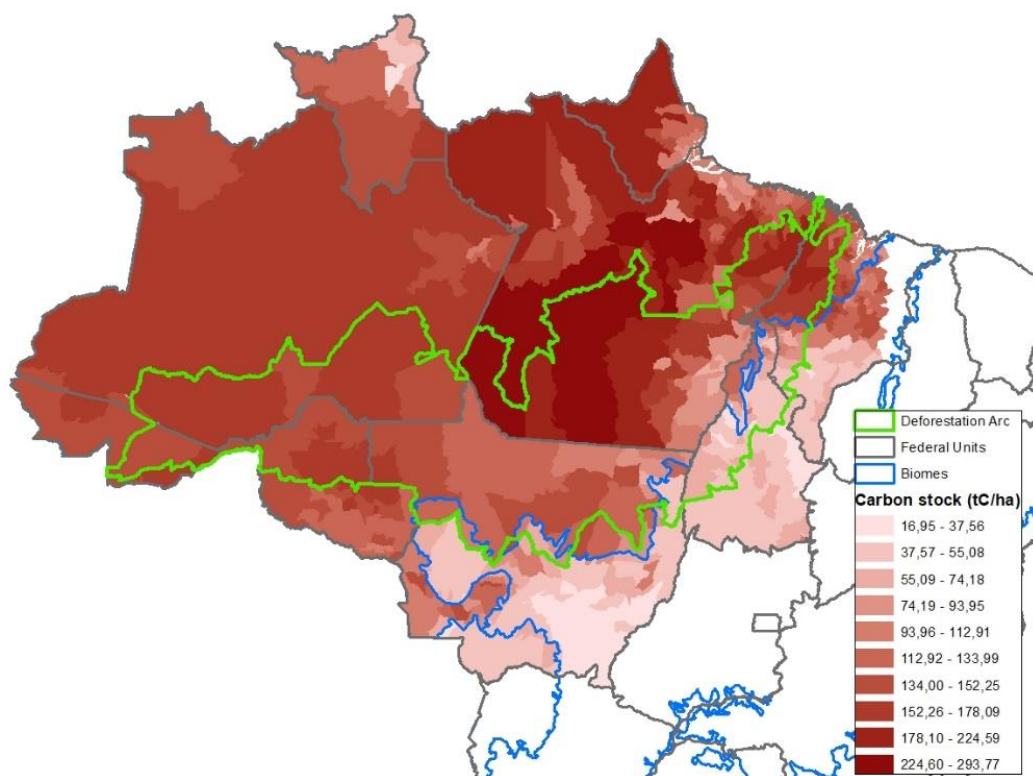 Deforestation Arc
Federal Units
Biomes
Carbon stock (tC/ha)
16,95 - 37,56
37,57 - 55,08
55,09 - 74,18
74,19 - 93,95
93,96 - 112,91
112,92 - 133,99
134,00 - 152,25
152,26 - 178,09
178,10 - 224,59
224,60 - 293,77